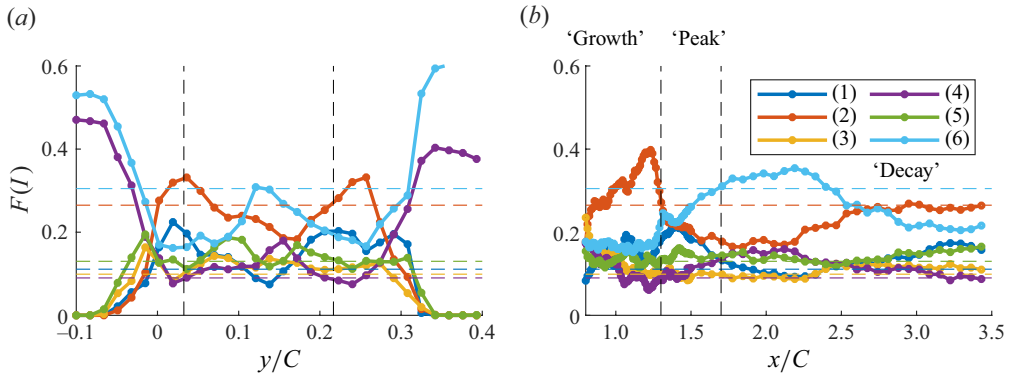 (a)
(b)
‘Growth’ ‘Peak’
0.6
0.4
0.2
0
F(I)
–0.1 0 0.1 0.2 0.3 0.4
y/C
0.6
0.4
0.2
0
(1) (4)
(2) (5)
(3) (6)
‘Decay’
1.0 1.5 2.0 2.5 3.0 3.5
x/C